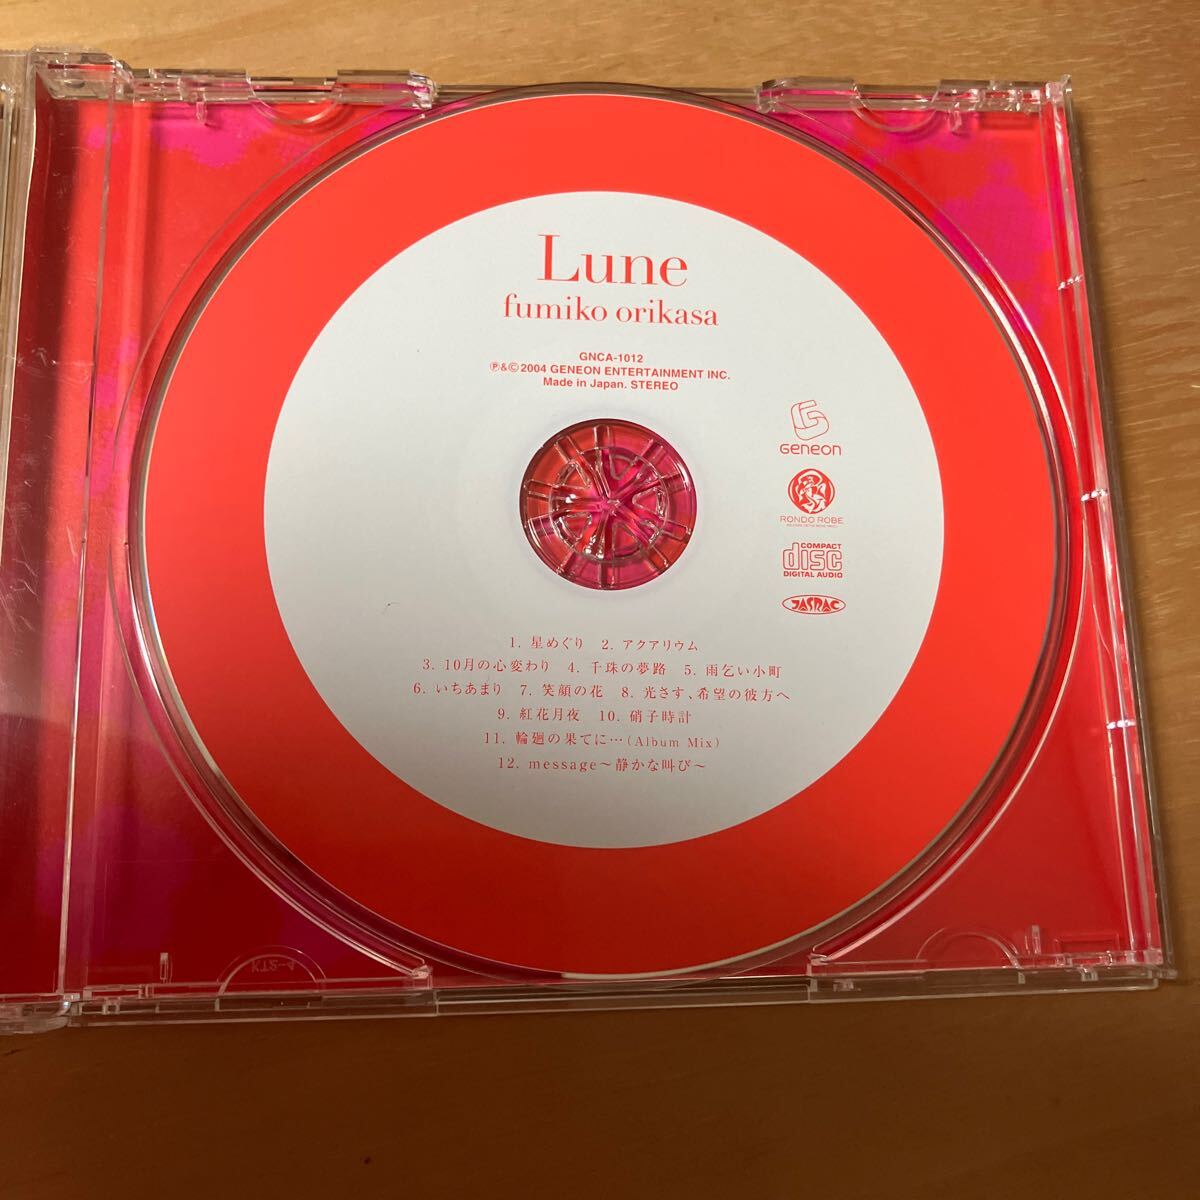 Lune
fumiko orikasa
GNCA-1012
℗&©2004 GENEON ENTERTAINMENT INC.
Made in Japan. STEREO
Geneon
RONDO ROBE
COMPACT
disc
DIGITAL AUDIO
JASRAC
1. 星めぐり 2. アクアリウム
3. 10月の心変わり 4. 千珠の夢路 5. 雨乞い小町
6. いちあまり 7. 笑顔の花 8. 光さす、希望の彼方へ
9. 紅花月夜 10. 硝子時計
11. 輪廻の果てに…(Album Mix)
12. message～静かな叫び～